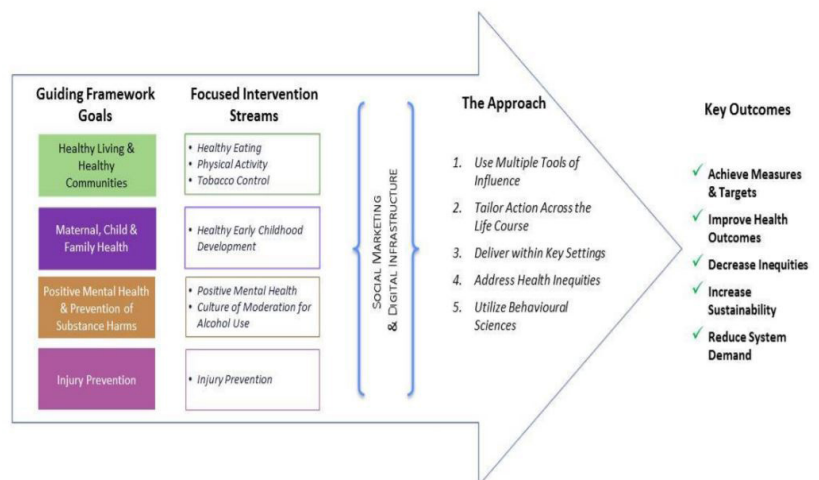 Guiding Framework
Goals
Healthy Living &
Healthy
Communities
Maternal, Child &
Family Health
Positive Mental Health
& Prevention of
Substance Harms
Injury Prevention
Focused Intervention
Streams
• Healthy Eating
• Physical Activity
• Tobacco Control
• Healthy Early Childhood
Development
• Positive Mental Health
• Culture of Moderation for
Alcohol Use
• Injury Prevention
SOCIAL MARKETING
& DIGITAL INFRASTRUCTURE
The Approach
1. Use Multiple Tools of
Influence
2. Tailor Action Across the
Life Course
3. Deliver within Key Settings
4. Address Health Inequities
5. Utilize Behavioural
Sciences
Key Outcomes
✓ Achieve Measures
& Targets
✓ Improve Health
Outcomes
✓ Decrease Inequities
✓ Increase
Sustainability
✓ Reduce System
Demand